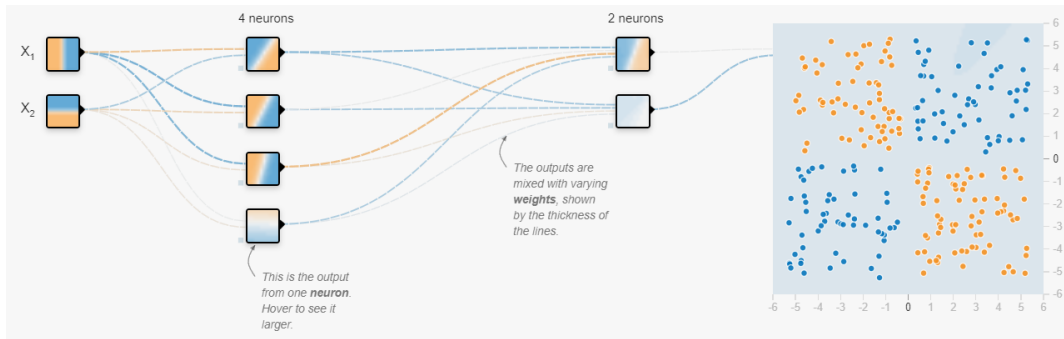 4 neurons
2 neurons
X1
X2
This is the output
from one neuron.
Hover to see it
larger.
The outputs are
mixed with varying
weights, shown
by the thickness of
the lines.
6
5
4
3
2
1
0
-1
-2
-3
-4
-5
-6
-6 -5 -4 -3 -2 -1 0 1 2 3 4 5 6